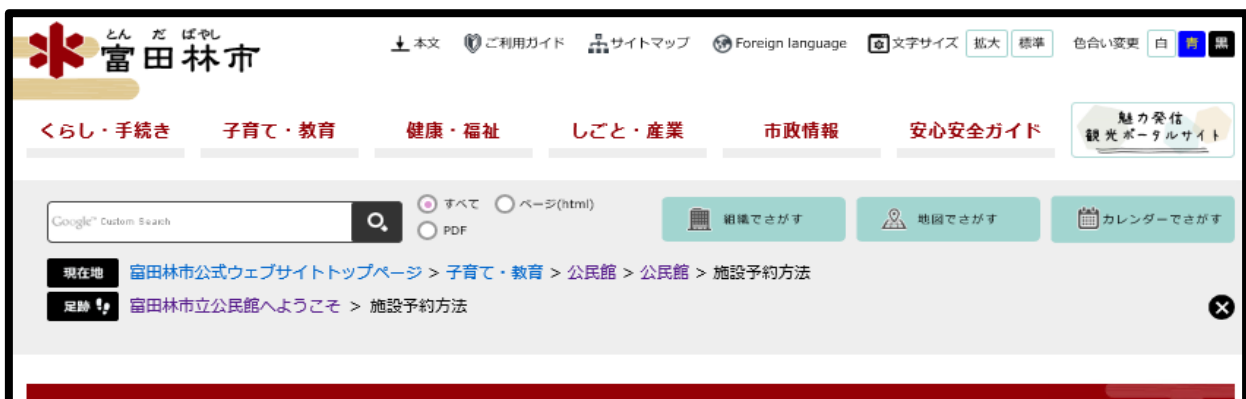 とん だ ばやし
富田林市
本文 ご利用ガイド サイトマップ Foreign language 文字サイズ 拡大 標準 色合い変更 白 青 黒
くらし・手続き 子育て・教育 健康・福祉 しごと・産業 市政情報 安心安全ガイド
魅力発信
観光ポータルサイト
Google™ Custom Search
すべて ページ(html)
PDF
組織でさがす 地図でさがす カレンダーでさがす
現在地 富田林市公式ウェブサイトトップページ > 子育て・教育 > 公民館 > 公民館 > 施設予約方法
足跡 富田林市立公民館へようこそ > 施設予約方法